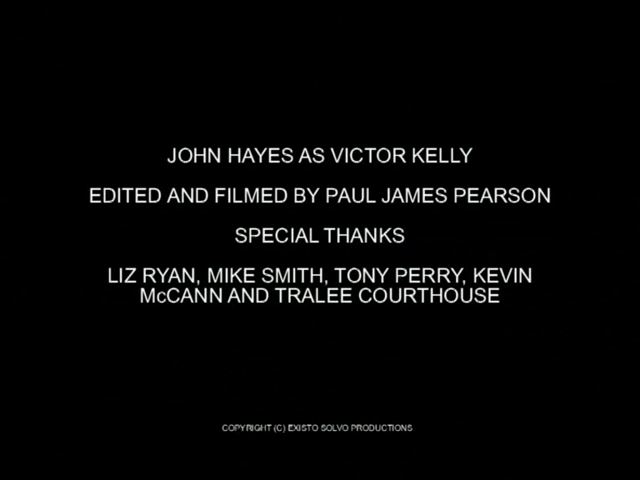 JOHN HAYES AS VICTOR KELLY
EDITED AND FILMED BY PAUL JAMES PEARSON
SPECIAL THANKS
LIZ RYAN, MIKE SMITH, TONY PERRY, KEVIN
McCANN AND TRALEE COURTHOUSE
COPYRIGHT (C) EXISTO SOLVO PRODUCTIONS